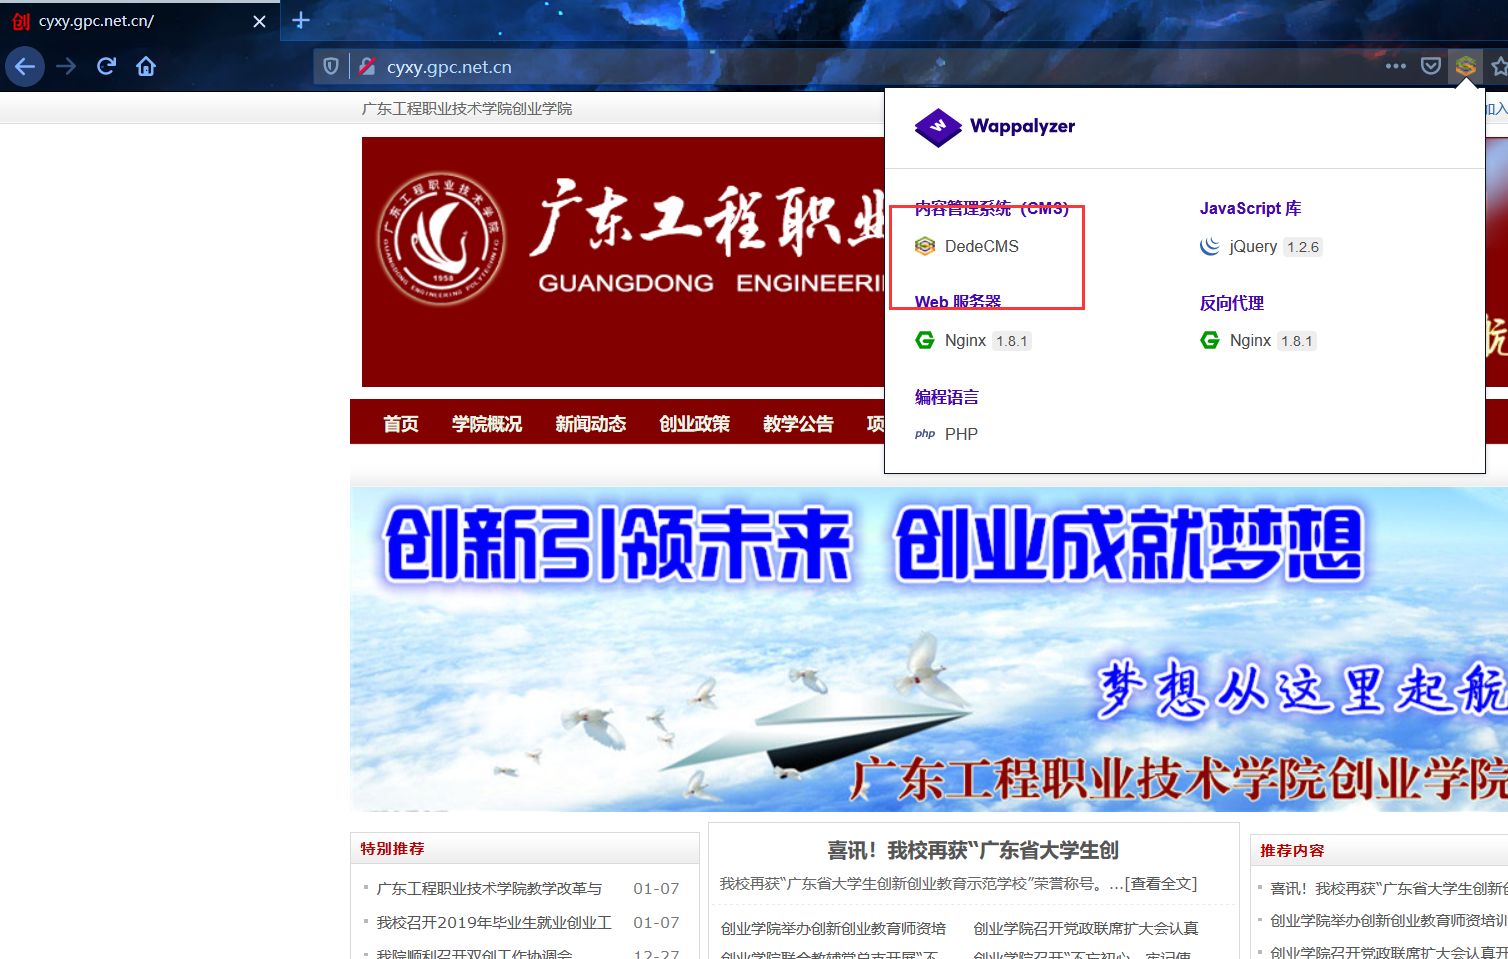 创 cyxy.gpc.net.cn/
cyxy.gpc.net.cn
广东工程职业技术学院创业学院
加入
Wappalyzer
内容管理系统 (CMS)
DedeCMS
JavaScript 库
jQuery 1.2.6
Web 服务器
Nginx 1.8.1
反向代理
Nginx 1.8.1
编程语言
php PHP
广东工程职业技术学院
GUANGDONG ENGINEERING POLYTECHNIC
1958
广东工程职业
GUANGDONG ENGINEERI
航
首页 学院概况 新闻动态 创业政策 教学公告 项
创新引领未来 创业成就梦想
梦想从这里起航
广东工程职业技术学院创业学院
特别推荐
广东工程职业技术学院教学改革与 01-07
我校召开2019年毕业生就业创业工 01-07
我院顺利召开双创工作协调会 12-27
喜讯！我校再获“广东省大学生创
我校再获“广东省大学生创新创业教育示范学校”荣誉称号。...[查看全文]
创业学院举办创新创业教育师资培 创业学院召开党政联席扩大会认真
创业学院联合教辅党总支开展“不 创业学院召开“不忘初心、牢记使
推荐内容
喜讯！我校再获“广东省大学生创新创
创业学院举办创新创业教育师资培训
创业学院召开党政联席扩大会认真开